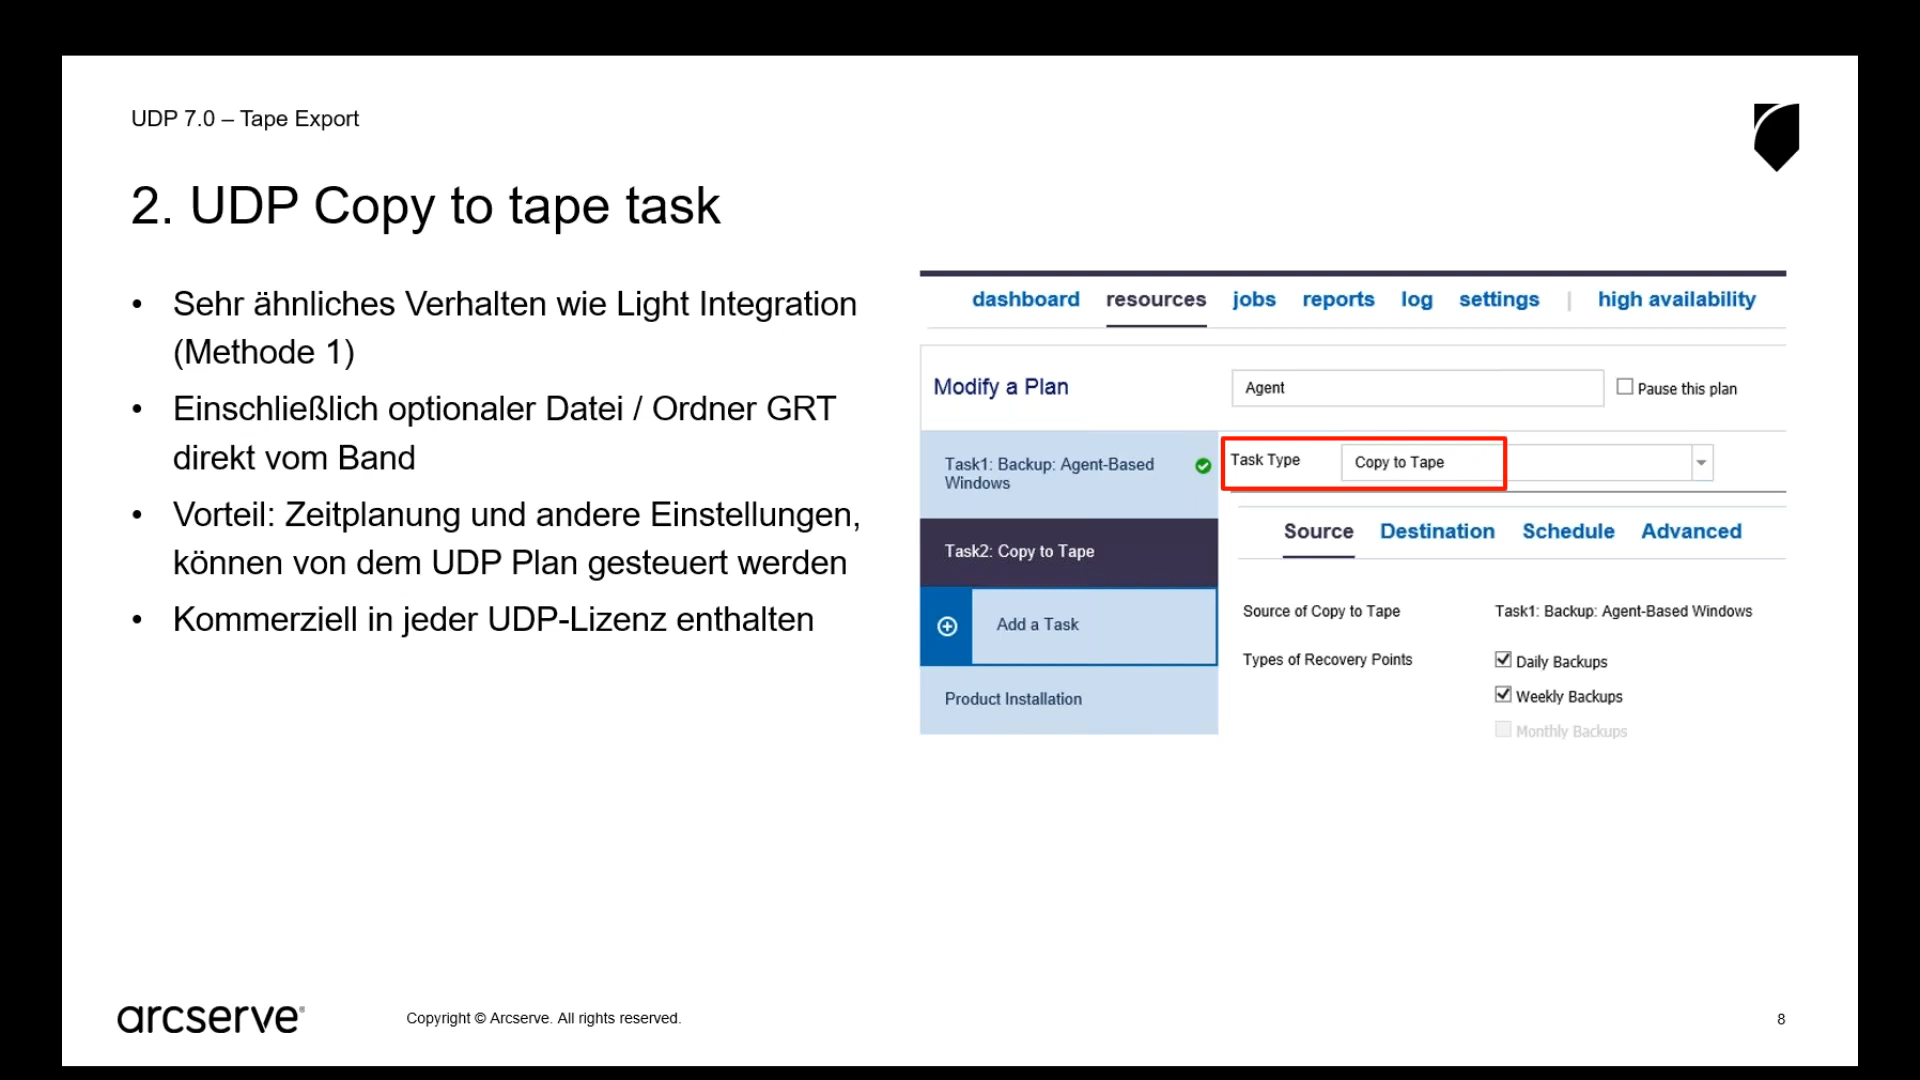 UDP 7.0 – Tape Export
2. UDP Copy to tape task
• Sehr ähnliches Verhalten wie Light Integration
(Methode 1)
• Einschließlich optionaler Datei / Ordner GRT
direkt vom Band
• Vorteil: Zeitplanung und andere Einstellungen,
können von dem UDP Plan gesteuert werden
• Kommerziell in jeder UDP-Lizenz enthalten
dashboard resources jobs reports log settings | high availability
Modify a Plan Agent Pause this plan
Task1: Backup: Agent-Based
Windows
Task2: Copy to Tape
Add a Task
Product Installation
Task Type Copy to Tape
Source Destination Schedule Advanced
Source of Copy to Tape Task1: Backup: Agent-Based Windows
Types of Recovery Points Daily Backups
Weekly Backups
Monthly Backups
arcserve® Copyright © Arcserve. All rights reserved. 8